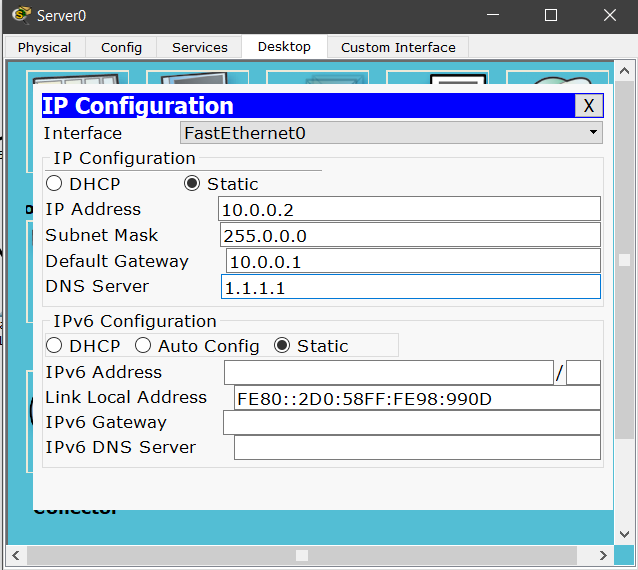 Server0
Physical Config Services Desktop Custom Interface
IP Configuration X
Interface FastEthernet0
IP Configuration
DHCP Static
IP Address 10.0.0.2
Subnet Mask 255.0.0.0
Default Gateway 10.0.0.1
DNS Server 1.1.1.1
IPv6 Configuration
DHCP Auto Config Static
IPv6 Address /
Link Local Address FE80::2D0:58FF:FE98:990D
IPv6 Gateway
IPv6 DNS Server
Collector